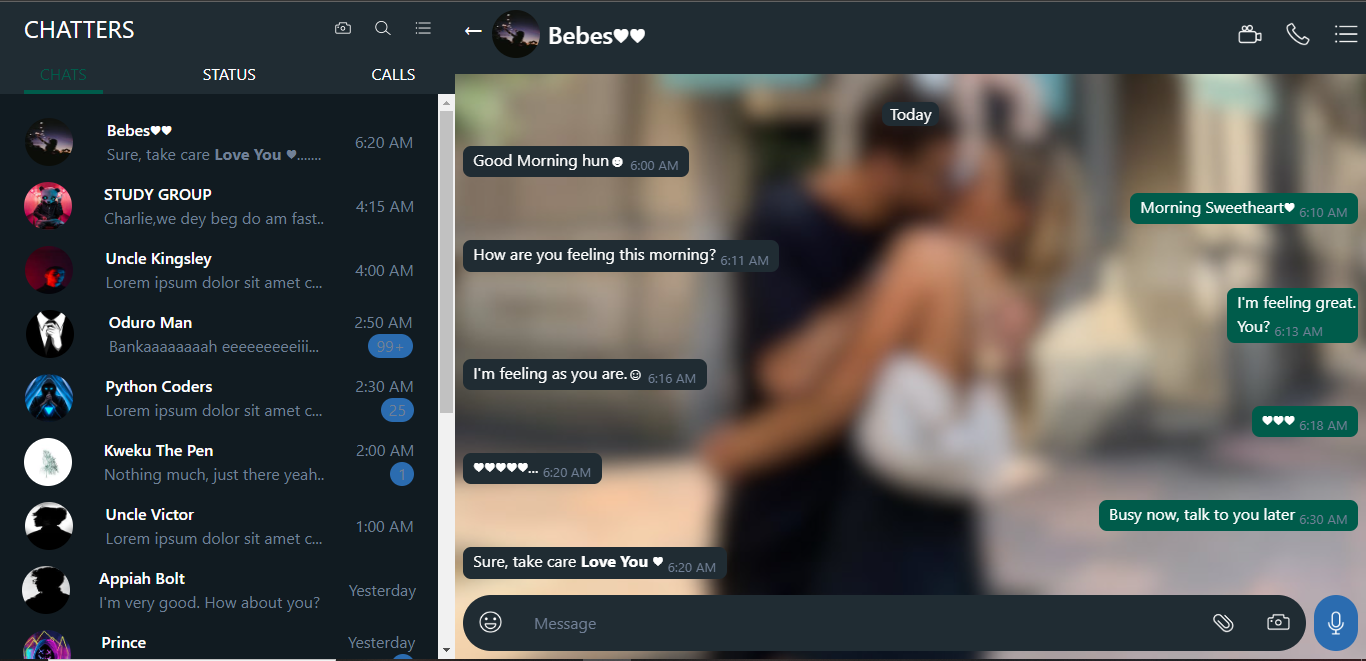 CHATTERS
CHATS STATUS CALLS
Bebes♥♥
Sure, take care Love You ♥.......
6:20 AM
STUDY GROUP
Charlie,we dey beg do am fast..
4:15 AM
Uncle Kingsley
Lorem ipsum dolor sit amet c...
4:00 AM
Oduro Man
Bankaaaaaaaah eeeeeeeeeiii...
2:50 AM
99+
Python Coders
Lorem ipsum dolor sit amet c...
2:30 AM
25
Kweku The Pen
Nothing much, just there yeah..
2:00 AM
1
Uncle Victor
Lorem ipsum dolor sit amet c...
1:00 AM
Appiah Bolt
I'm very good. How about you?
Yesterday
Prince
Yesterday
Bebes♥♥
Today
Good Morning hun☻ 6:00 AM
Morning Sweetheart♥ 6:10 AM
How are you feeling this morning? 6:11 AM
I'm feeling great.
You? 6:13 AM
I'm feeling as you are.☺ 6:16 AM
♥♥♥ 6:18 AM
♥♥♥♥♥... 6:20 AM
Busy now, talk to you later 6:30 AM
Sure, take care Love You ♥ 6:20 AM
Message